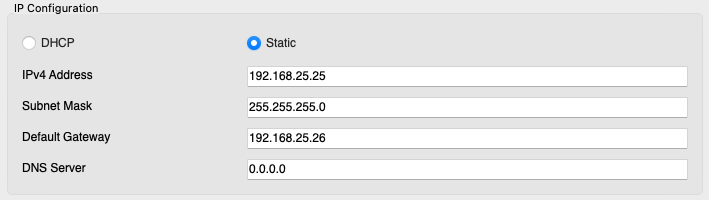 IP Configuration
DHCP Static
IPv4 Address 192.168.25.25
Subnet Mask 255.255.255.0
Default Gateway 192.168.25.26
DNS Server 0.0.0.0